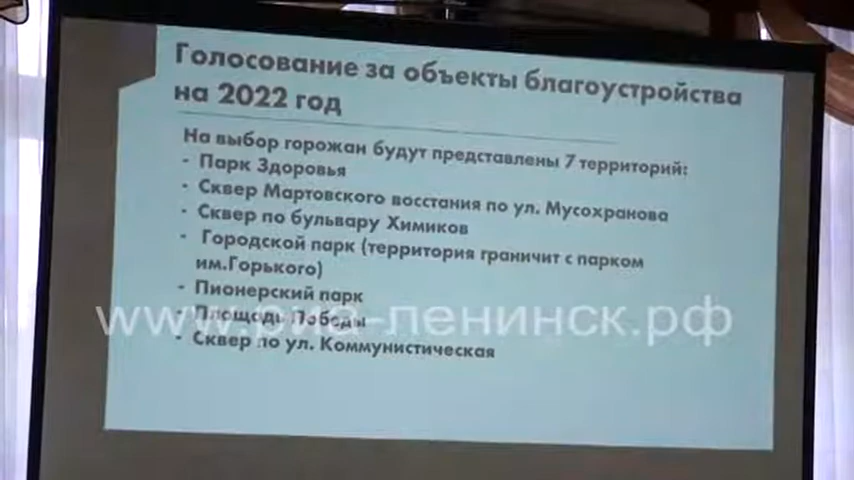 Голосование за объекты благоустройства
на 2022 год
На выбор горожан будут представлены 7 территорий:
- Парк Здоровья
- Сквер Мартовского восстания по ул. Мусохранова
- Сквер по бульвару Химиков
- Городской парк (территория граничит с парком
им.Горького)
- Пионерский парк
- Площадь Победы
www.риа-ленинск.рф
- Сквер по ул. Коммунистическая